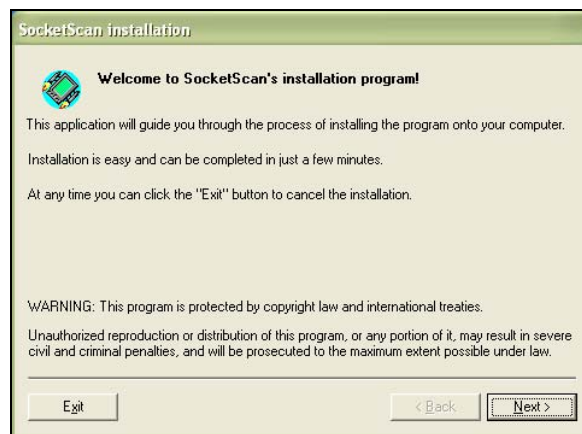 SocketScan installation
Welcome to SocketScan's installation program!
This application will guide you through the process of installing the program onto your computer.
Installation is easy and can be completed in just a few minutes.
At any time you can click the "Exit" button to cancel the installation.
WARNING: This program is protected by copyright law and international treaties.
Unauthorized reproduction or distribution of this program, or any portion of it, may result in severe
civil and criminal penalties, and will be prosecuted to the maximum extent possible under law.
Exit < Back Next >